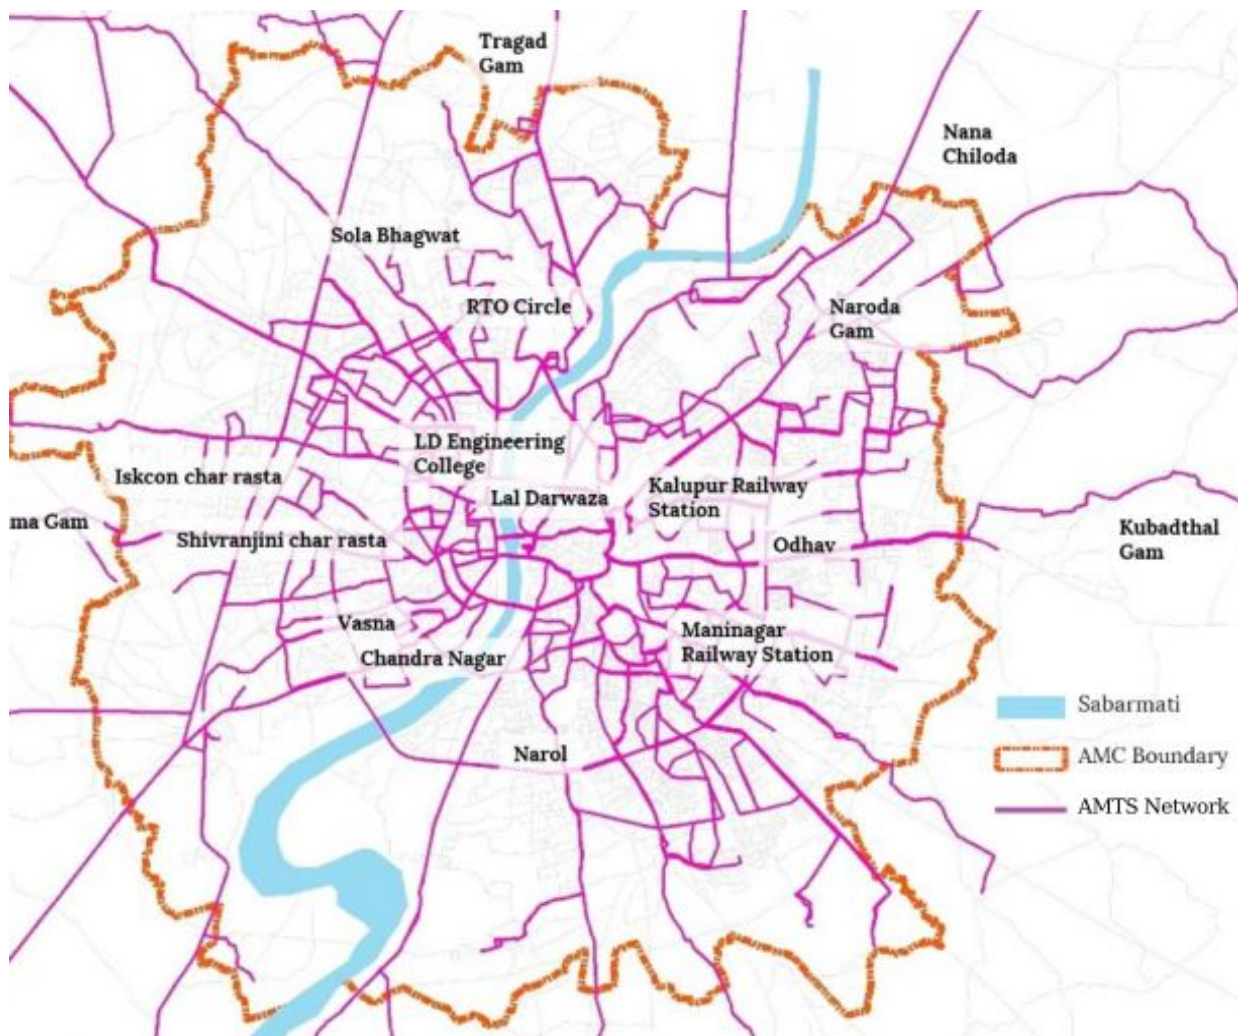 Tragad
Gam
Nana
Chiloda
Sola Bhagwat
RTO Circle
Naroda
Gam
LD Engineering
College
Iskcon char rasta
Lal Darwaza
Kalupur Railway
Station
ma Gam
Shivranjini char rasta
Odhav
Kubadthal
Gam
Vasna
Chandra Nagar
Maninagar
Railway Station
Narol
Sabarmati
AMC Boundary
AMTS Network